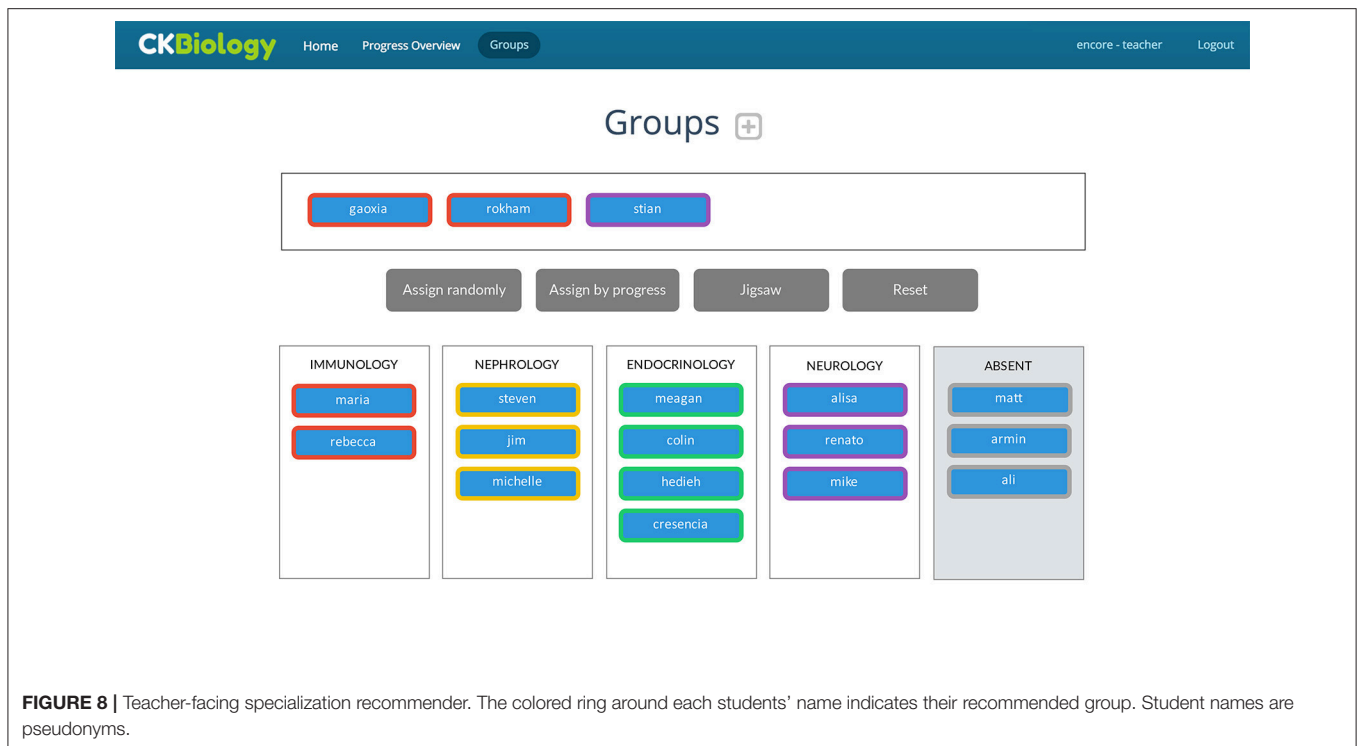 CKBiology Home Progress Overview Groups encore - teacher Logout
Groups
gaoxia rokham stian
Assign randomly Assign by progress Jigsaw Reset
IMMUNOLOGY
maria
rebecca
NEPHROLOGY
steven
jim
michelle
ENDOCRINOLOGY
meagan
colin
hedieh
cresencia
NEUROLOGY
alisa
renato
mike
ABSENT
matt
armin
ali
FIGURE 8 | Teacher-facing specialization recommender. The colored ring around each students’ name indicates their recommended group. Student names are
pseudonyms.